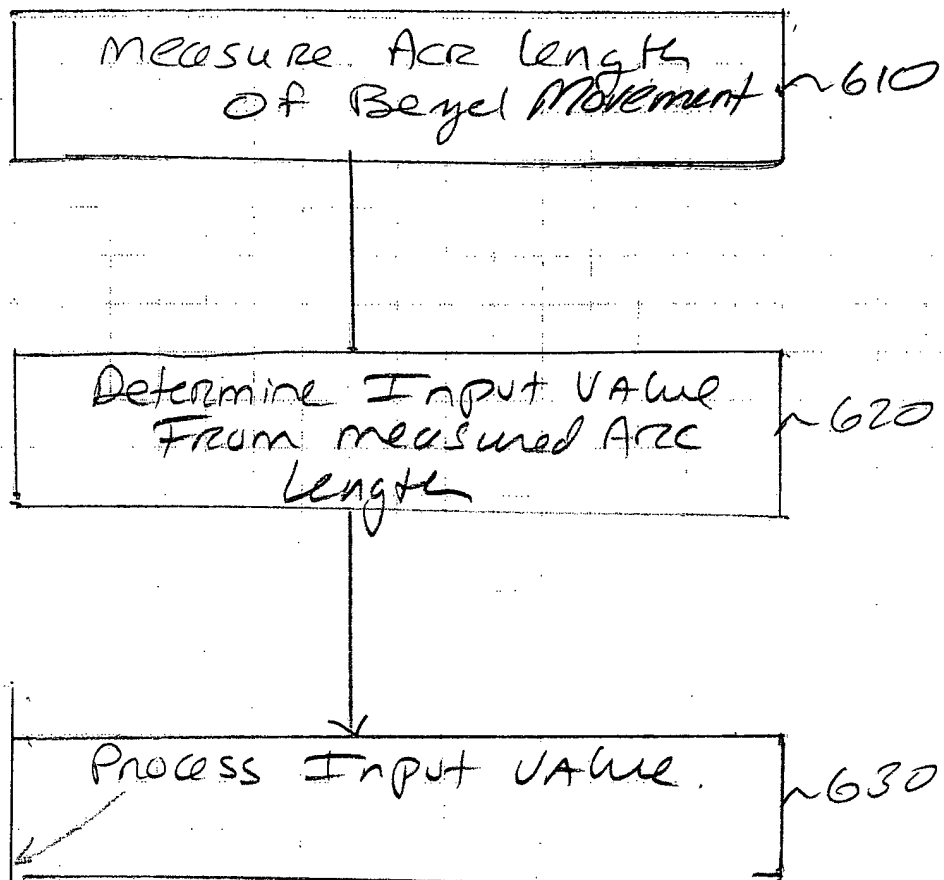 Measure Acr length
Of Bezel Movement ~610
Determine Input VAlue
From measured Arc
length ~620
Process Input VAlue. ~630